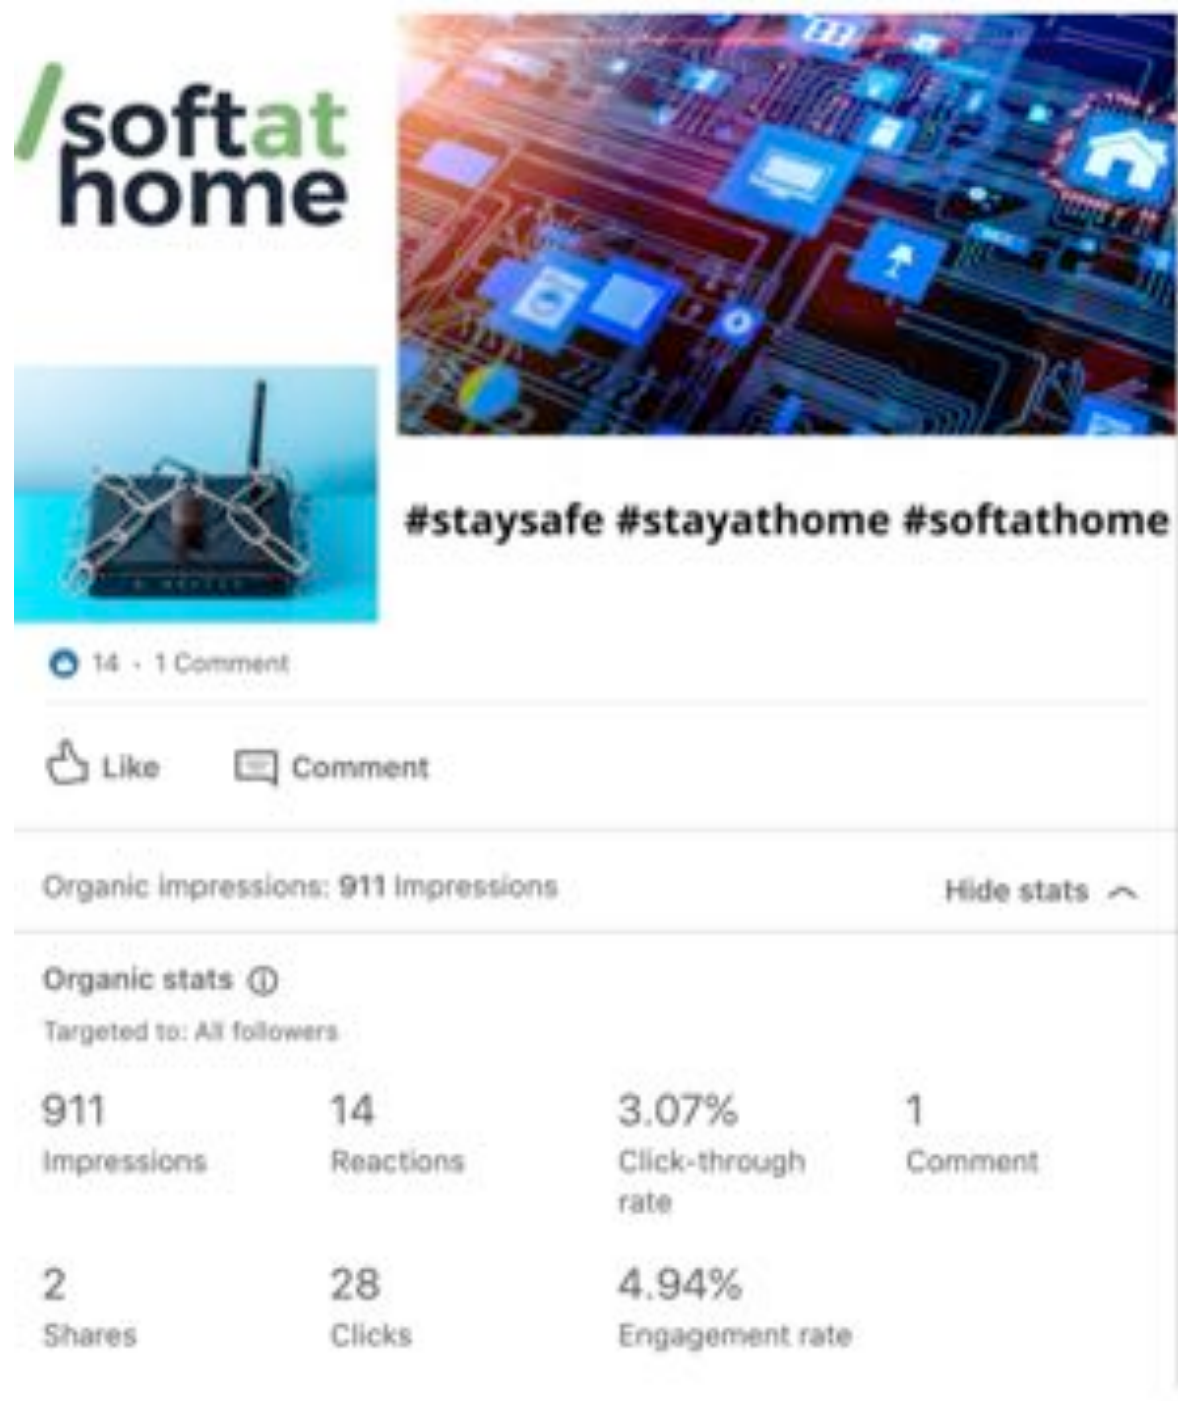 /softat
home
#staysafe #stayathome #softathome
14 · 1 Comment
Like Comment
Organic impressions: 911 Impressions Hide stats
Organic stats
Targeted to: All followers
911 14 3.07% 1
Impressions Reactions Click-through rate Comment
2 28 4.94%
Shares Clicks Engagement rate